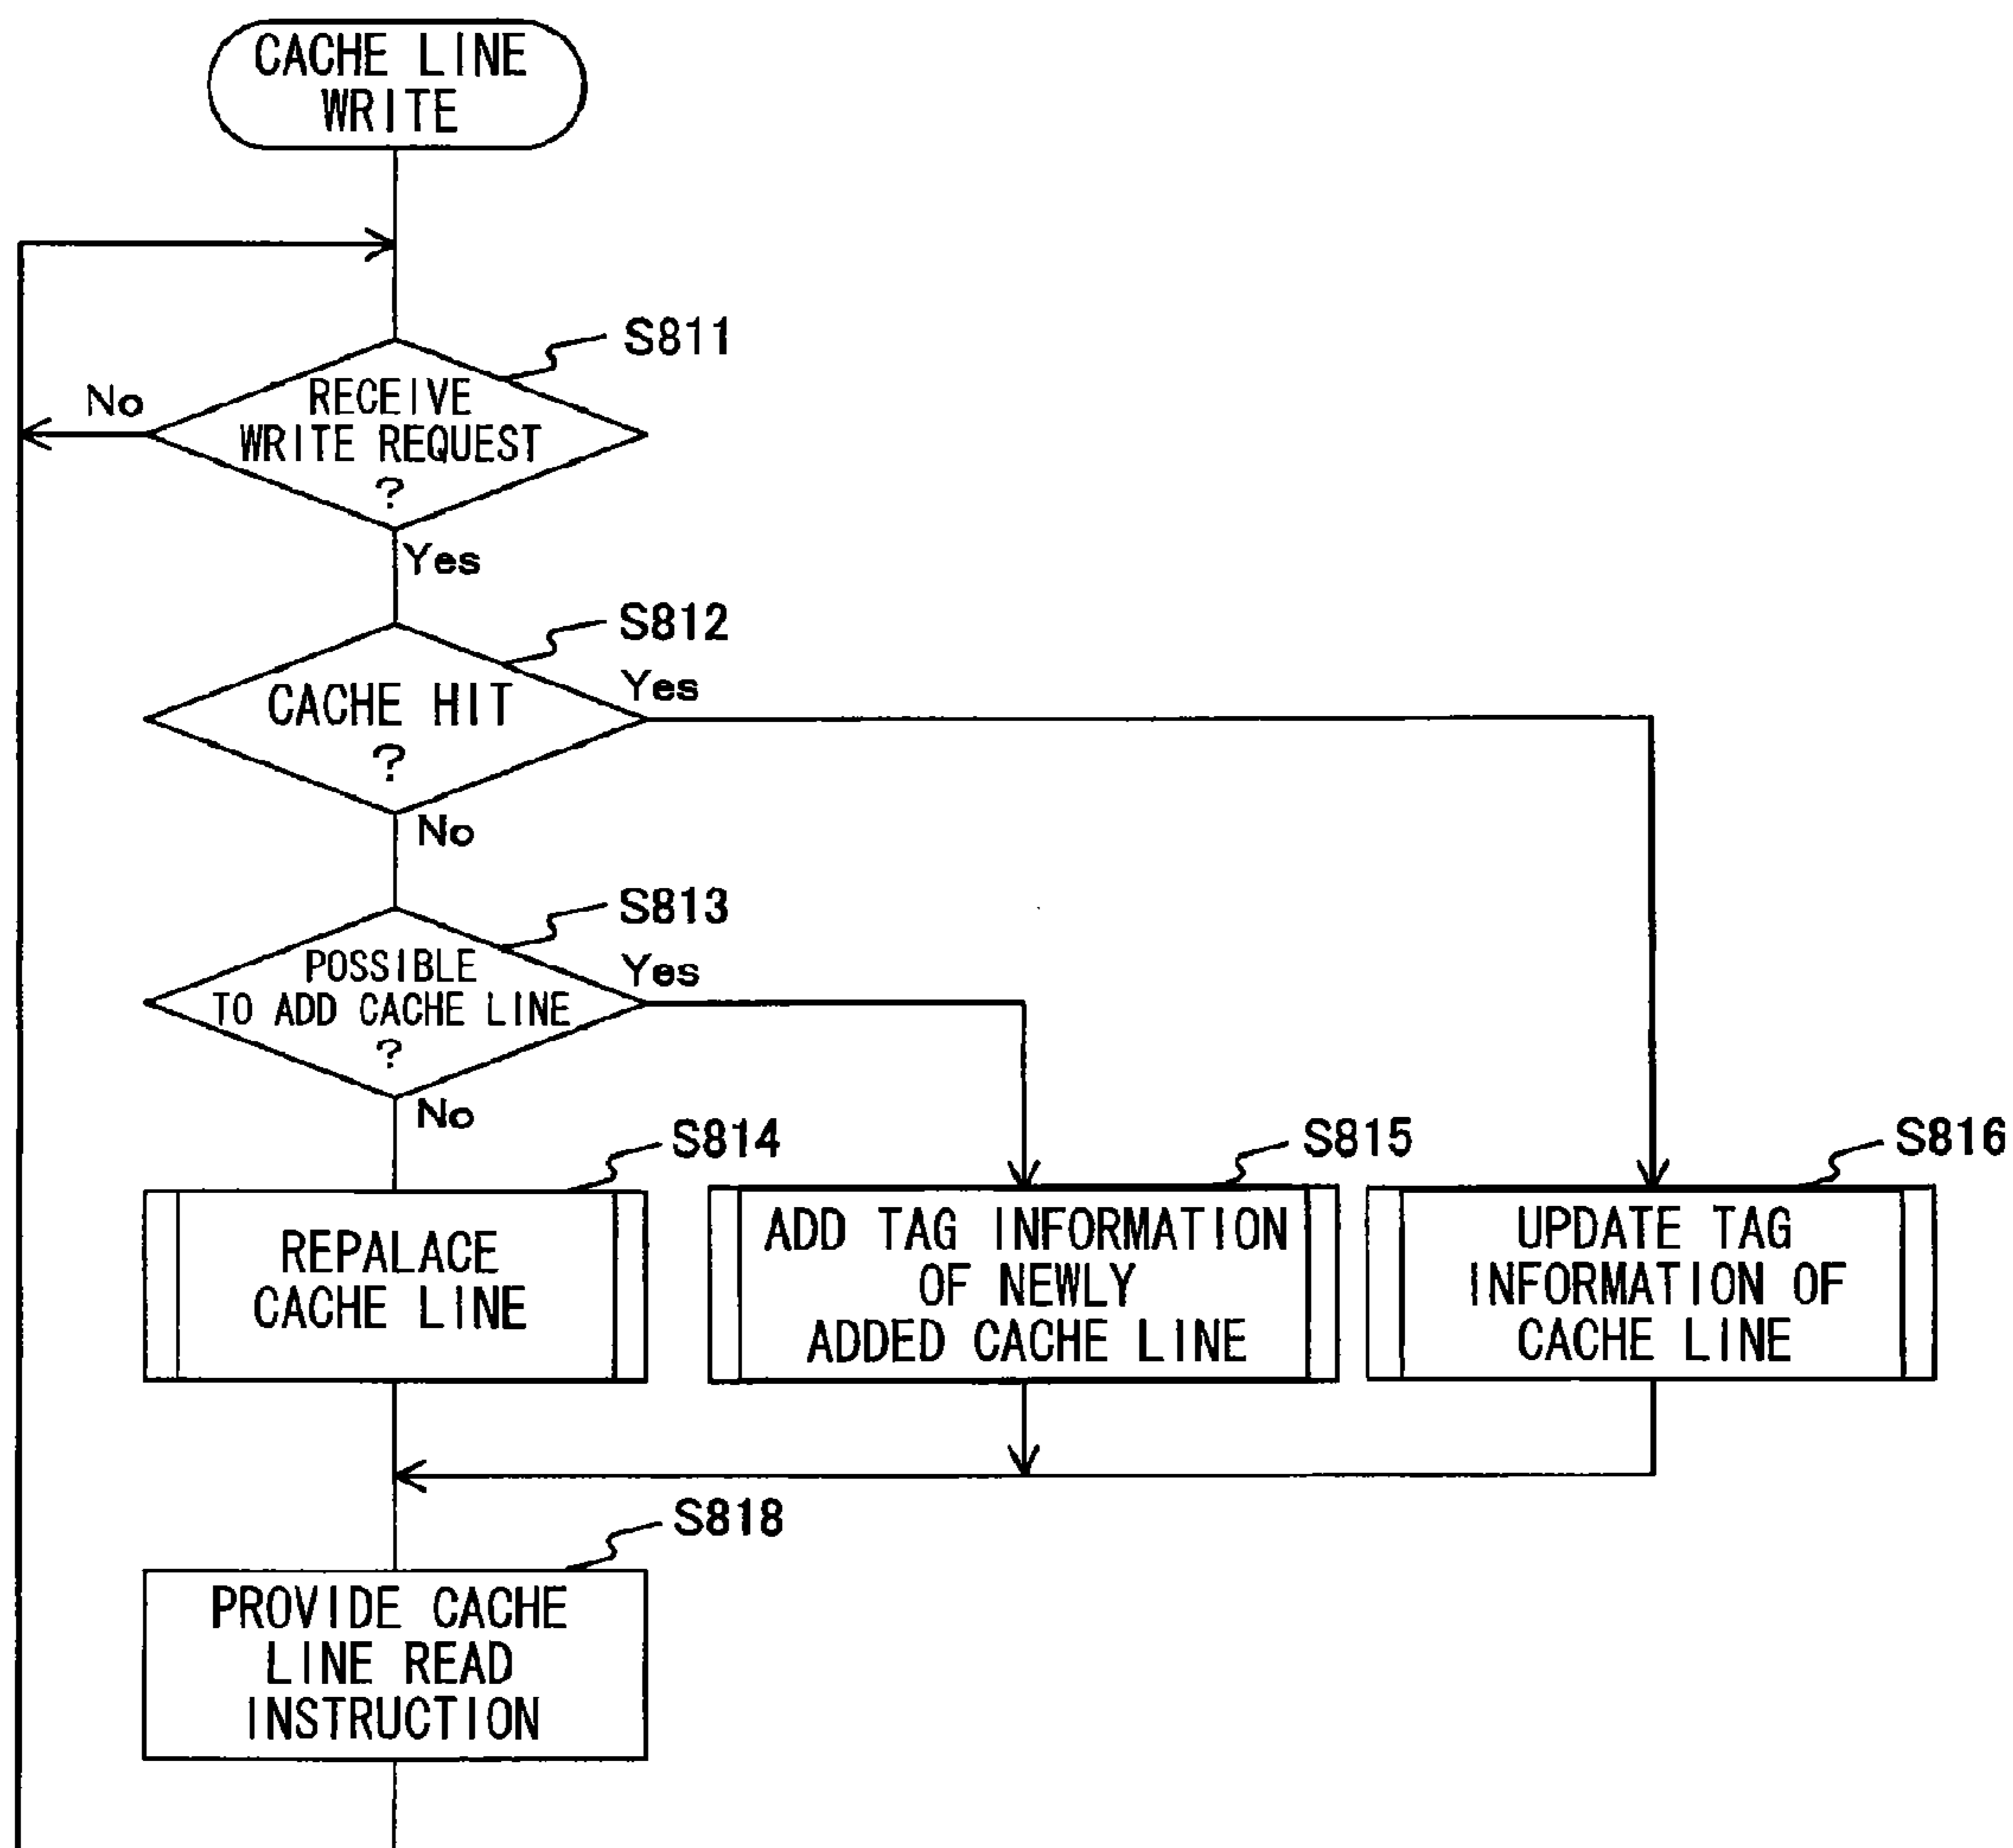 CACHE LINE
WRITE
S811
RECEIVE
WRITE REQUEST
?
No
Yes
S812
CACHE HIT
?
Yes
No
S813
POSSIBLE
TO ADD CACHE LINE
?
Yes
No
S814
REPALACE
CACHE LINE
S815
ADD TAG INFORMATION
OF NEWLY
ADDED CACHE LINE
S816
UPDATE TAG
INFORMATION OF
CACHE LINE
S818
PROVIDE CACHE
LINE READ
INSTRUCTION